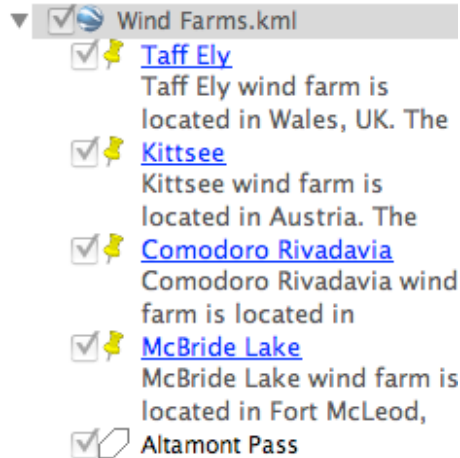 Wind Farms.kml
Taff Ely
Taff Ely wind farm is
located in Wales, UK. The
Kittsee
Kittsee wind farm is
located in Austria. The
Comodoro Rivadavia
Comodoro Rivadavia wind
farm is located in
McBride Lake
McBride Lake wind farm is
located in Fort McLeod,
Altamont Pass